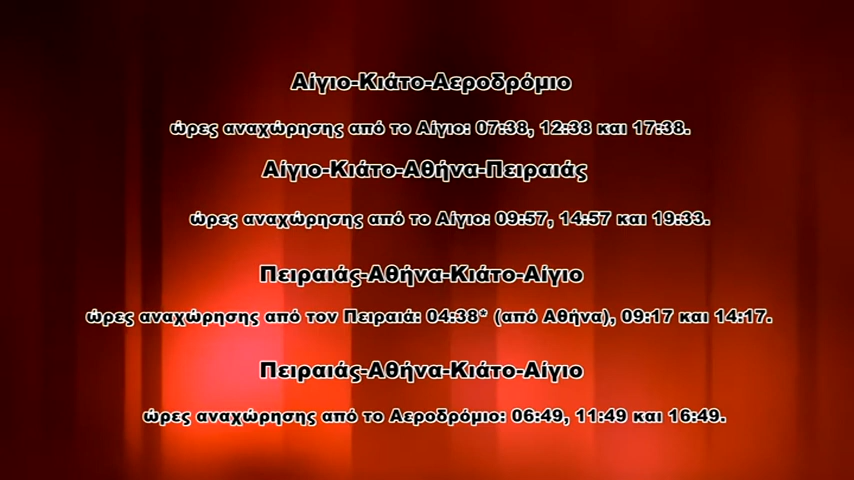 Αίγιο-Κιάτο-Αεροδρόμιο
ώρες αναχώρησης από το Αίγιο: 07:38, 12:38 και 17:38.
Αίγιο-Κιάτο-Αθήνα-Πειραιάς
ώρες αναχώρησης από το Αίγιο: 09:57, 14:57 και 19:33.
Πειραιάς-Αθήνα-Κιάτο-Αίγιο
ώρες αναχώρησης από τον Πειραιά: 04:38* (από Αθήνα), 09:17 και 14:17.
Πειραιάς-Αθήνα-Κιάτο-Αίγιο
ώρες αναχώρησης από το Αεροδρόμιο: 06:49, 11:49 και 16:49.